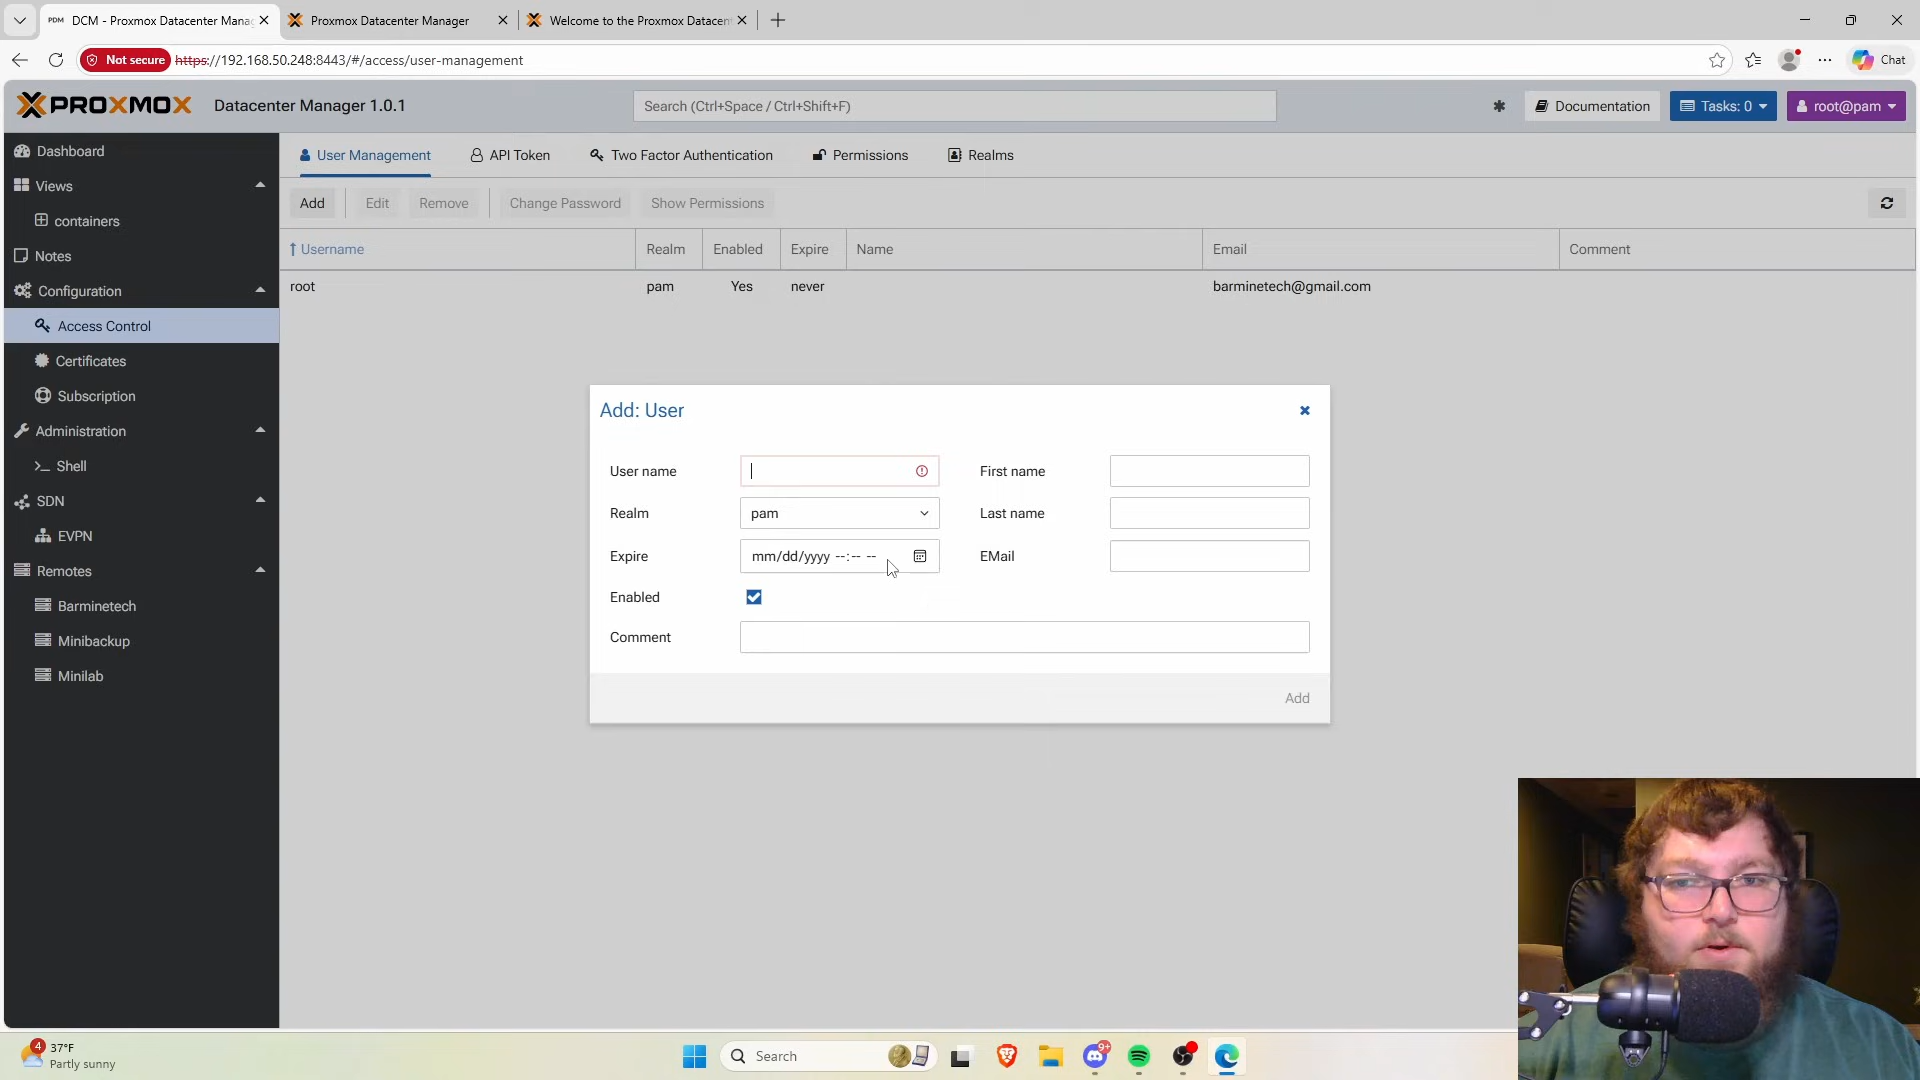 PDM DCM - Proxmox Datacenter Manag
Proxmox Datacenter Manager
Welcome to the Proxmox Datacen
Not secure https://192.168.50.248:8443/#/access/user-management
Chat
PROXMOX Datacenter Manager 1.0.1
Search (Ctrl+Space / Ctrl+Shift+F)
Documentation
Tasks: 0
root@pam
Dashboard
Views
containers
Notes
Configuration
Access Control
Certificates
Subscription
Administration
Shell
SDN
EVPN
Remotes
Barminetech
Minibackup
Minilab
User Management API Token Two Factor Authentication Permissions Realms
Add Edit Remove Change Password Show Permissions
Username Realm Enabled Expire Name Email Comment
root pam Yes never barminetech@gmail.com
Add: User
User name First name
Realm pam Last name
Expire mm/dd/yyyy --:-- -- EMail
Enabled
Comment
Add
4 37°F
Partly sunny
Search
9+